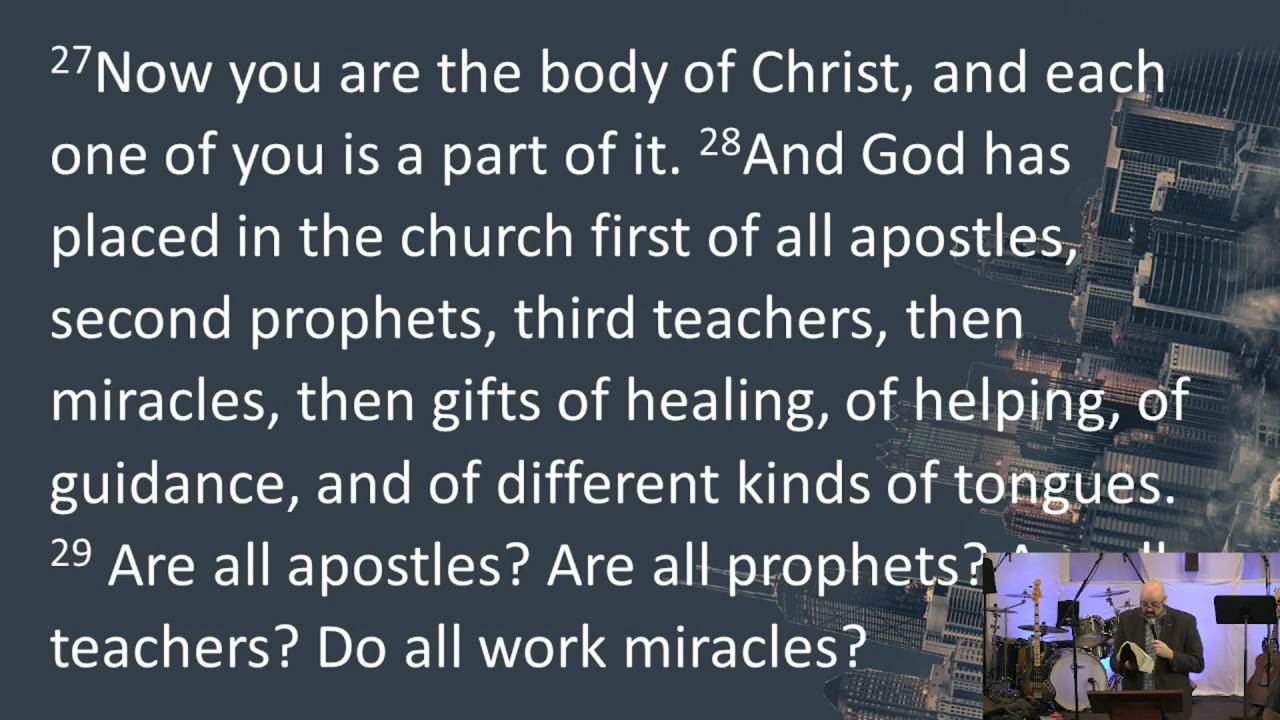 27Now you are the body of Christ, and each
one of you is a part of it. 28And God has
placed in the church first of all apostles,
second prophets, third teachers, then
miracles, then gifts of healing, of helping, of
guidance, and of different kinds of tongues.
29 Are all apostles? Are all prophets?
teachers? Do all work miracles?